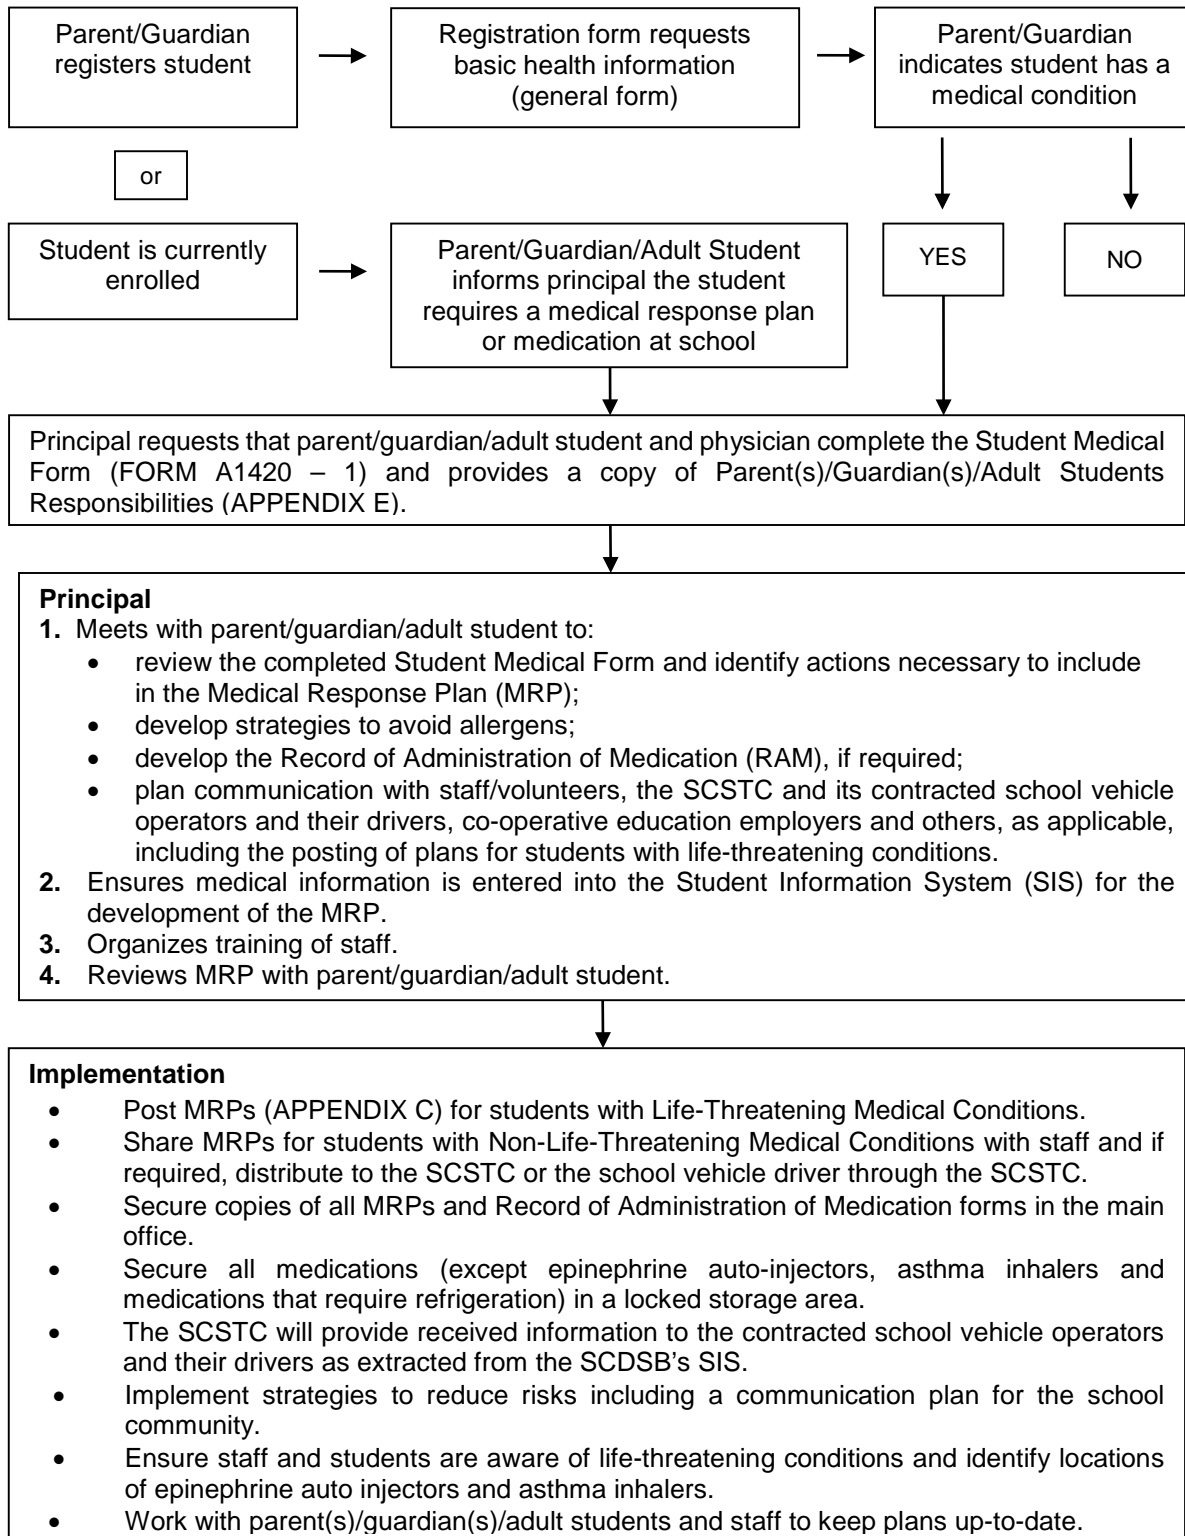 Parent/Guardian
registers student
Registration form requests
basic health information
(general form)
Parent/Guardian
indicates student has a
medical condition
or
Student is currently
enrolled
Parent/Guardian/Adult Student
informs principal the student
requires a medical response plan
or medication at school
YES
NO
Principal requests that parent/guardian/adult student and physician complete the Student Medical
Form (FORM A1420 – 1) and provides a copy of Parent(s)/Guardian(s)/Adult Students
Responsibilities (APPENDIX E).
Principal
1. Meets with parent/guardian/adult student to:
• review the completed Student Medical Form and identify actions necessary to include
in the Medical Response Plan (MRP);
• develop strategies to avoid allergens;
• develop the Record of Administration of Medication (RAM), if required;
• plan communication with staff/volunteers, the SCSTC and its contracted school vehicle
operators and their drivers, co-operative education employers and others, as applicable,
including the posting of plans for students with life-threatening conditions.
2. Ensures medical information is entered into the Student Information System (SIS) for the
development of the MRP.
3. Organizes training of staff.
4. Reviews MRP with parent/guardian/adult student.
Implementation
• Post MRPs (APPENDIX C) for students with Life-Threatening Medical Conditions.
• Share MRPs for students with Non-Life-Threatening Medical Conditions with staff and if
required, distribute to the SCSTC or the school vehicle driver through the SCSTC.
• Secure copies of all MRPs and Record of Administration of Medication forms in the main
office.
• Secure all medications (except epinephrine auto-injectors, asthma inhalers and
medications that require refrigeration) in a locked storage area.
• The SCSTC will provide received information to the contracted school vehicle operators
and their drivers as extracted from the SCDSB's SIS.
• Implement strategies to reduce risks including a communication plan for the school
community.
• Ensure staff and students are aware of life-threatening conditions and identify locations
of epinephrine auto injectors and asthma inhalers.
• Work with parent(s)/guardian(s)/adult students and staff to keep plans up-to-date.